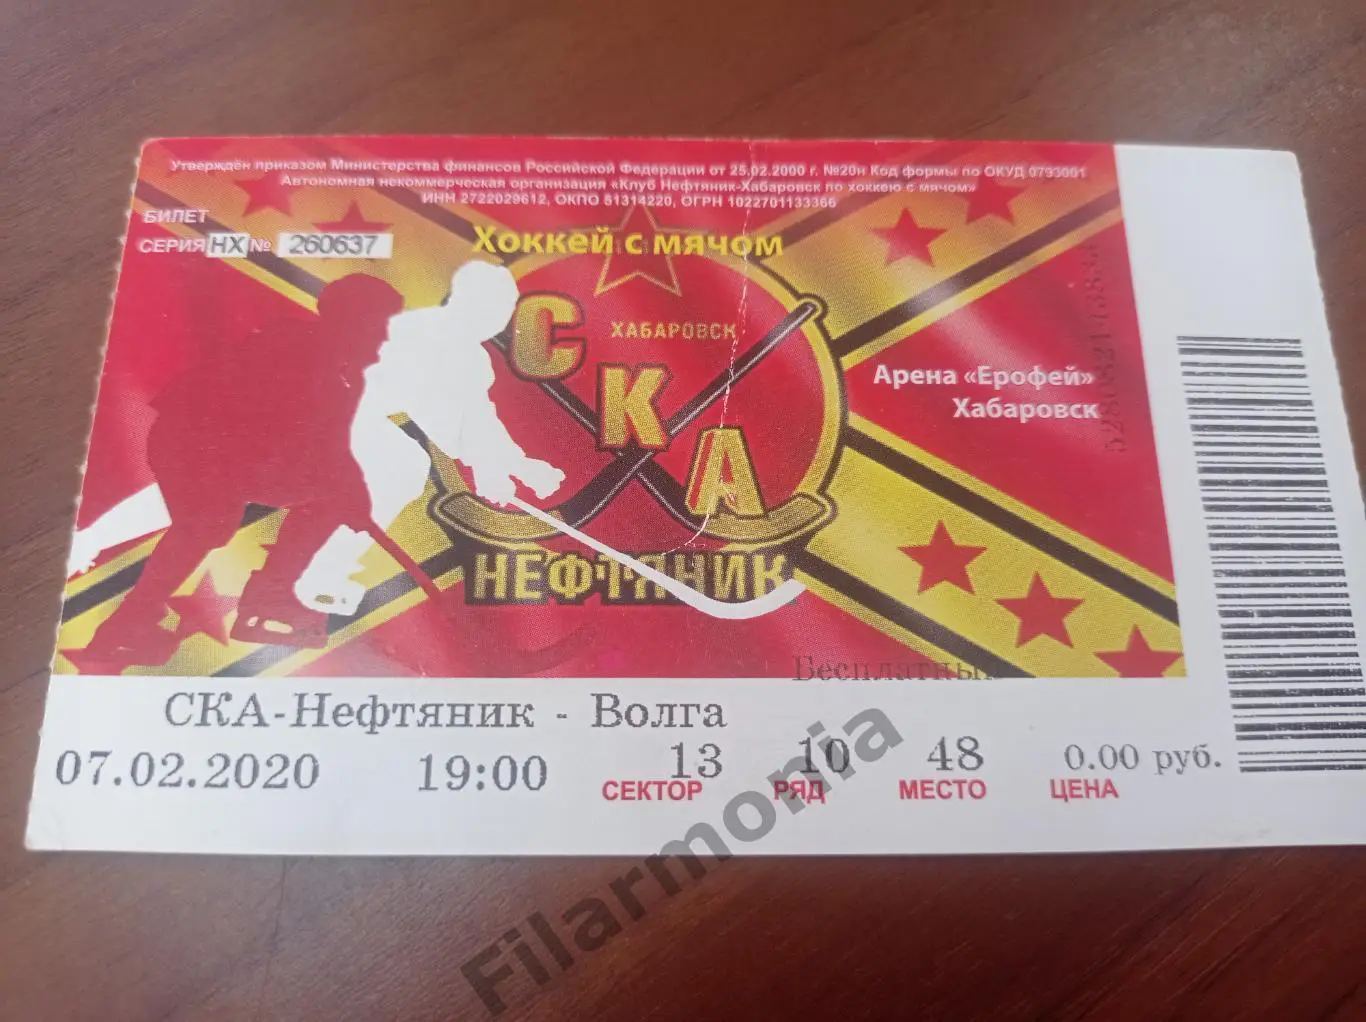 Утверждён приказом Министерства финансов Российской Федерации от 25.02.2000 г. №20н Код формы по ОКУД 0793001
Автономная некоммерческая организация «Клуб Нефтяник-Хабаровск по хоккею с мячом»
ИНН 2722029612, ОКПО 51314220, ОГРН 1022701133366
БИЛЕТ
СЕРИЯ НХ № 260637
Хоккей с мячом
ХАБАРОВСК
СКА
НЕФТЯНИК
Арена «Ерофей»
Хабаровск
Бесплатный
СКА-Нефтяник - Волга
07.02.2020 19:00 13 10 48 0.00 руб.
СЕКТОР РЯД МЕСТО ЦЕНА
Filarmonia